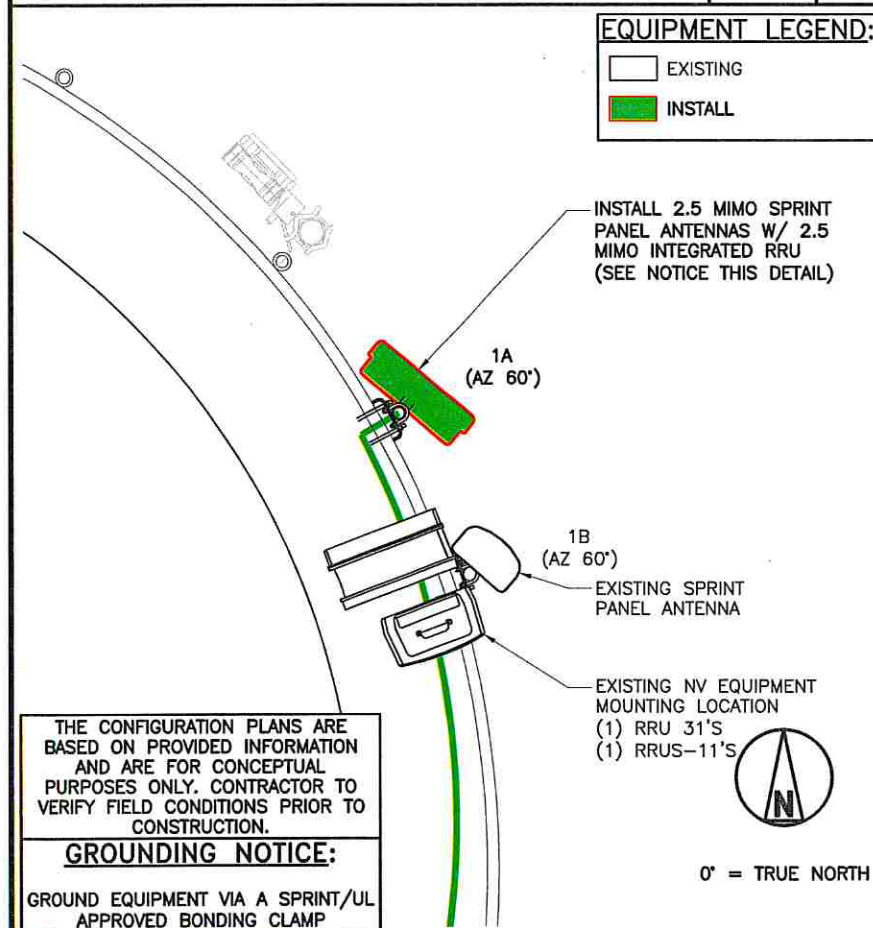 EQUIPMENT LEGEND:
EXISTING
INSTALL
INSTALL 2.5 MIMO SPRINT
PANEL ANTENNAS W/ 2.5
MIMO INTEGRATED RRU
(SEE NOTICE THIS DETAIL)
1A
(AZ 60°)
1B
(AZ 60°)
EXISTING SPRINT
PANEL ANTENNA
EXISTING NV EQUIPMENT
MOUNTING LOCATION
(1) RRU 31'S
(1) RRUS-11'S
N
0° = TRUE NORTH
THE CONFIGURATION PLANS ARE
BASED ON PROVIDED INFORMATION
AND ARE FOR CONCEPTUAL
PURPOSES ONLY. CONTRACTOR TO
VERIFY FIELD CONDITIONS PRIOR TO
CONSTRUCTION.
GROUNDING NOTICE:
GROUND EQUIPMENT VIA A SPRINT/UL
APPROVED BONDING CLAMP